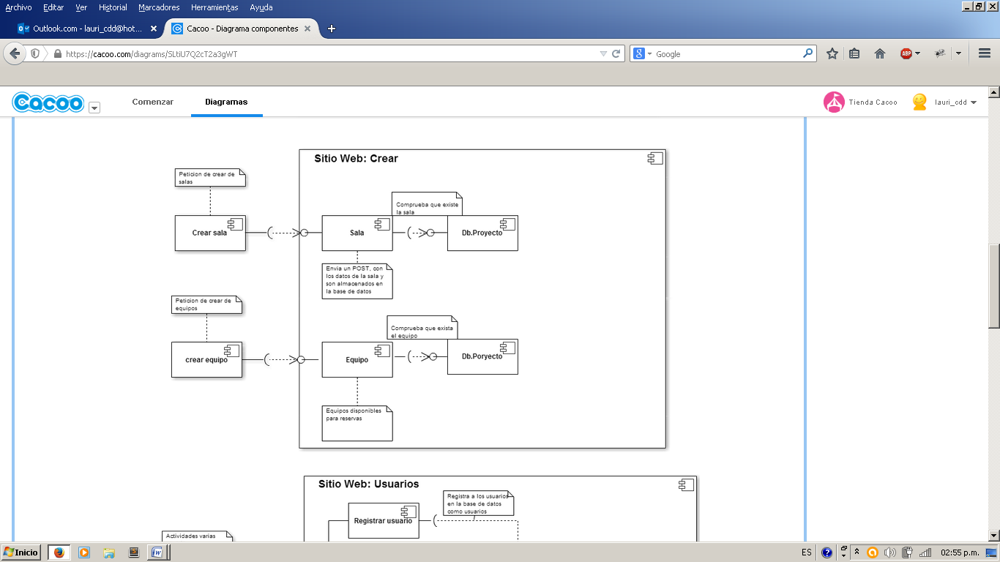 Archivo Editar Ver Historial Marcadores Herramientas Ayuda
Outlook.com - lauri_cdd@hot... × Cacoo - Diagrama componentes × +
https://cacoo.com/diagrams/5LtiU7Q2cT2a3gWT
Google
ABP
Cacoo Comenzar Diagramas Tienda Cacoo lauri_cdd
Sitio Web: Crear
Peticion de crear de
salas
Comprueba que existe
la sala
Crear sala
Sala
Db.Proyecto
Envia un POST, con
los datos de la sala y
son almacenados en
la base de datos
Peticion de crear de
equipos
Comprueba que exista
el equipo
crear equipo
Equipo
Db.Poryecto
Equipos disponibles
para reservas
Sitio Web: Usuarios
Registra a los usuarios
en la base de datos
como usuarios
Registrar usuario
Actividades varias
Inicio
ES
02:55 p.m.